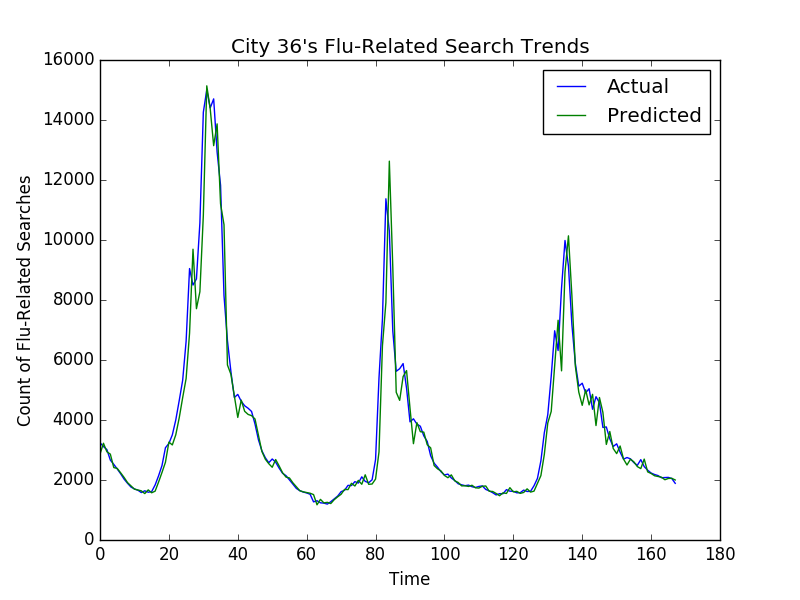 City 36's Flu-Related Search Trends
Actual
Predicted
16000
14000
12000
10000
8000
6000
4000
2000
0
Count of Flu-Related Searches
0 20 40 60 80 100 120 140 160 180
Time